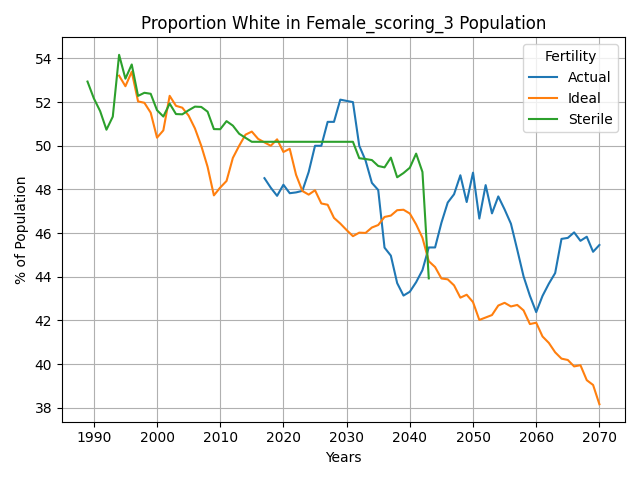 Proportion White in Female_scoring_3 Population
Fertility
Actual
Ideal
Sterile
% of Population
54
52
50
48
46
44
42
40
38
1990 2000 2010 2020 2030 2040 2050 2060 2070
Years